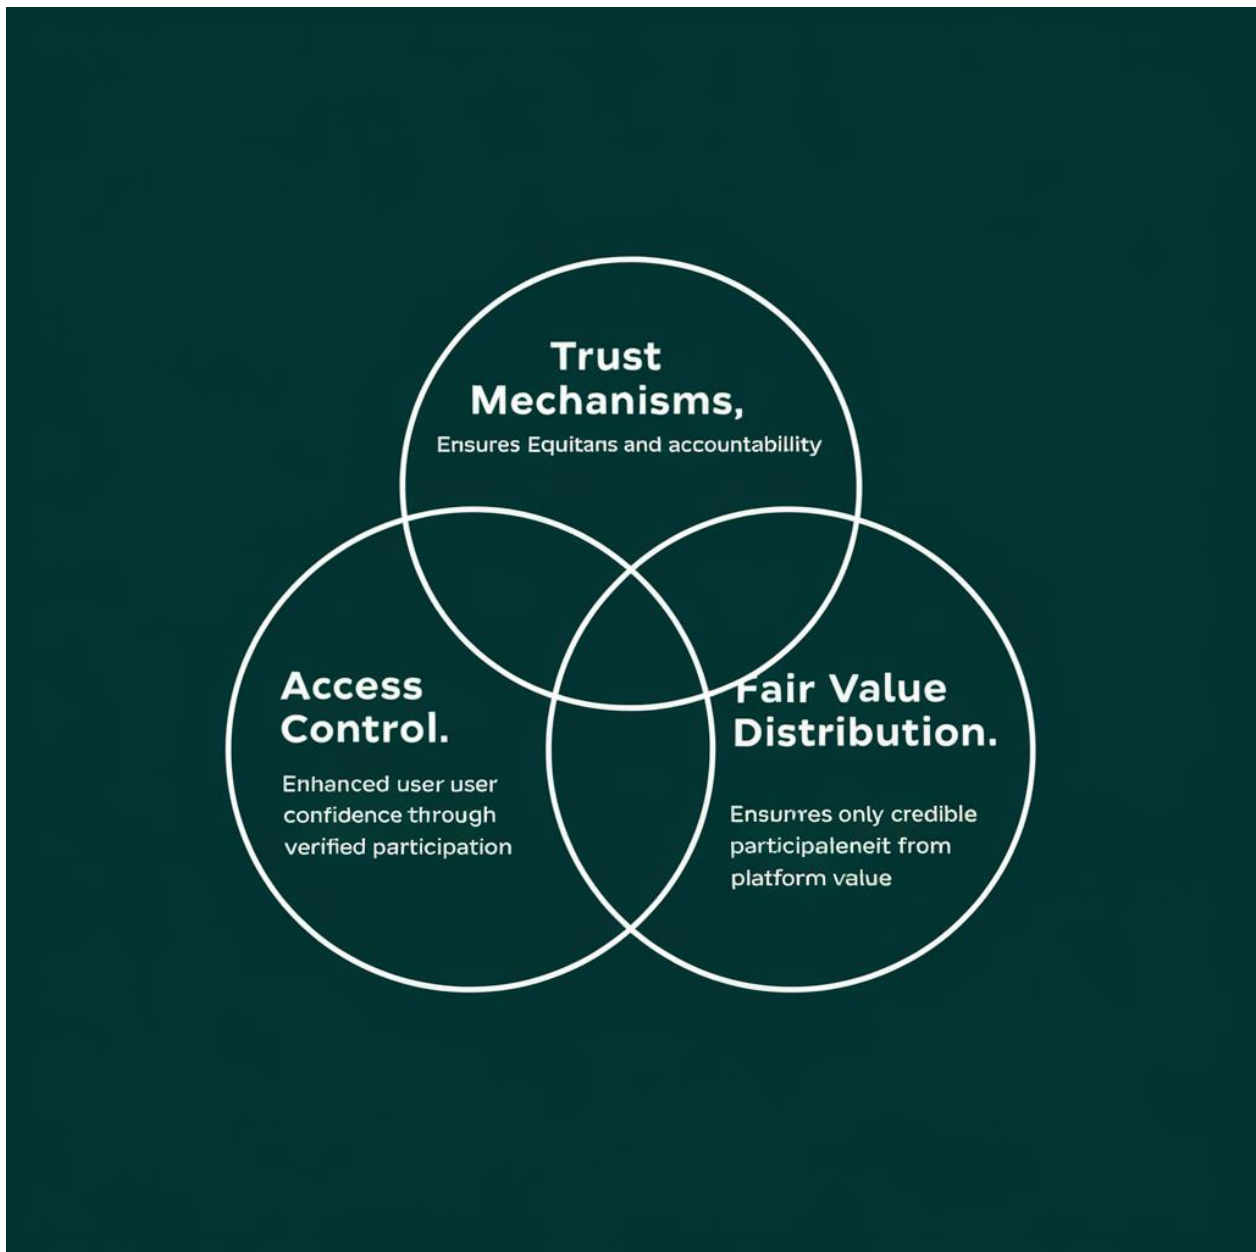 Trust
Mechanisms,
Ensures Equitans and accountabillity
Access
Control.
Enhanced user user
confidence through
verified participation
Fair Value
Distribution.
Ensunres only credible
participaleneit from
platform value